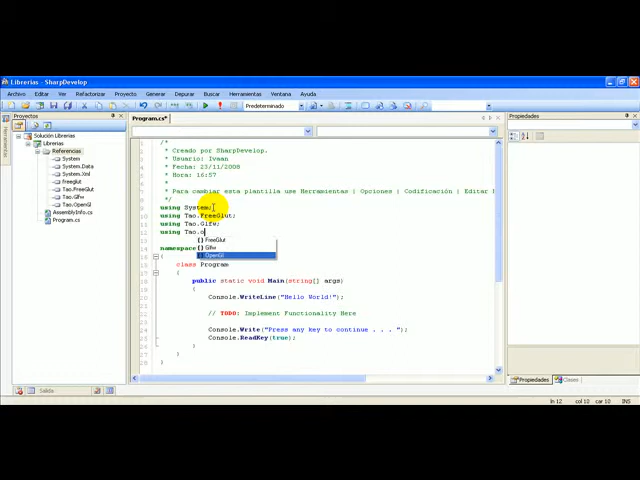 Librerias - SharpDevelop
Archivo Editar Ver Refactorizar Proyecto Generar Depurar Buscar Herramientas Ventana Ayuda
Predeterminado
Proyectos
Solución Librerias
Librerias
Referencias
System
System.Data
System.Xml
freeglut
Tao.FreeGlut
Tao.Glfw
Tao.OpenGl
AssemblyInfo.cs
Program.cs
Herramientas
Program.cs*
/*
* Creado por SharpDevelop.
* Usuario: Ivaan
* Fecha: 23/11/2008
* Hora: 16:57
*
* Para cambiar esta plantilla use Herramientas | Opciones | Codificación | Editar
*/
using System;
using Tao.FreeGlut;
using Tao.Glfw;
using Tao.o
{} FreeGlut
{} Glfw
{} OpenGl
namespace
{
class Program
{
public static void Main(string[] args)
{
Console.WriteLine("Hello World!");
// TODO: Implement Functionality Here
Console.Write("Press any key to continue . . . ");
Console.ReadKey(true);
}
}
}
Propiedades
Propiedades Clases
Salida
ln 12 col 10 car 10 INS